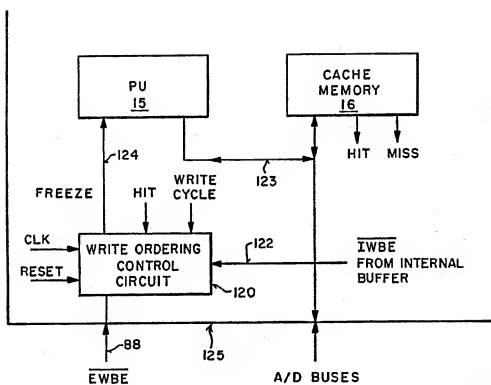 PU
15
CACHE
MEMORY
16
124
123
HIT
MISS
FREEZE
HIT
WRITE
CYCLE
CLK
RESET
WRITE ORDERING
CONTROL
CIRCUIT
122
120
IWBE
FROM INTERNAL
BUFFER
88
125
EWBE
A/D BUSES